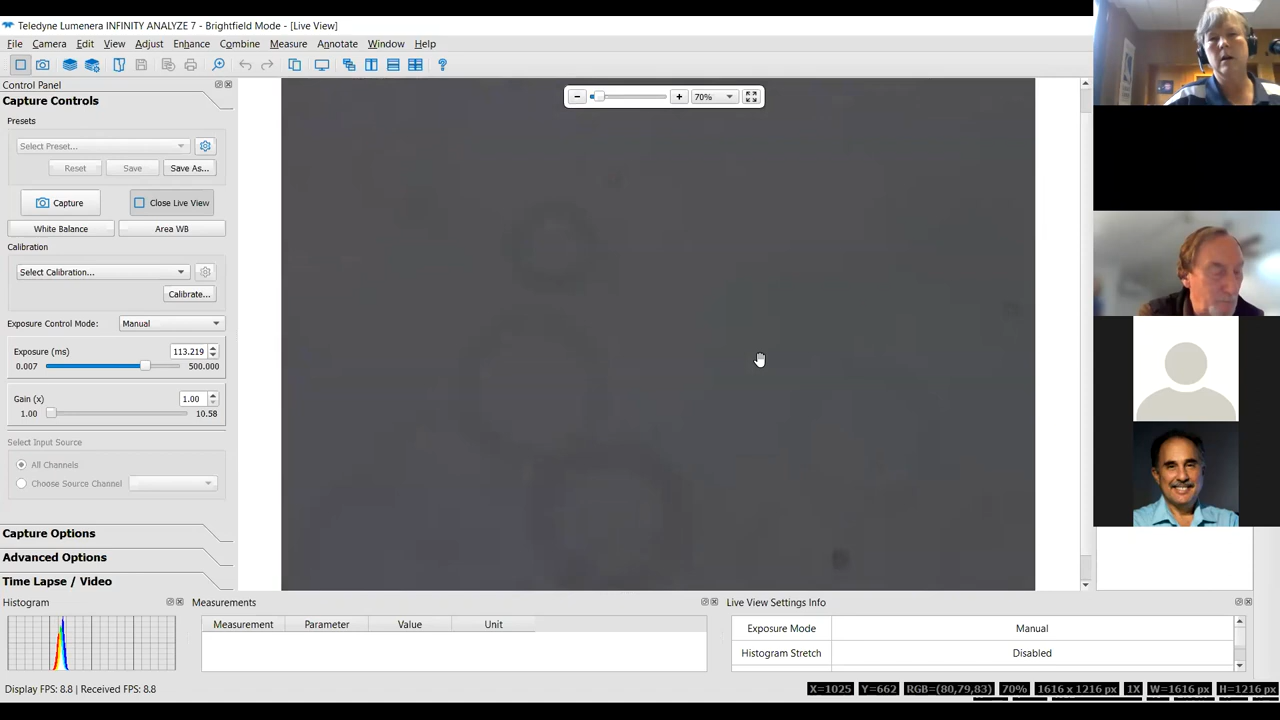 Teledyne Lumenera INFINITY ANALYZE 7 - Brightfield Mode - [Live View]
File Camera Edit View Adjust Enhance Combine Measure Annotate Window Help
Control Panel
Capture Controls
70%
Presets
Select Preset...
Reset Save Save As...
Capture Close Live View
White Balance Area WB
Calibration
Select Calibration...
Calibrate...
Exposure Control Mode: Manual
Exposure (ms) 113.219
0.007 500.000
Gain (x) 1.00
1.00 10.58
Select Input Source
All Channels
Choose Source Channel
Capture Options
Advanced Options
Time Lapse / Video
Histogram Measurements Live View Settings Info
Measurement Parameter Value Unit
Exposure Mode Manual
Histogram Stretch Disabled
Display FPS: 8.8 | Received FPS: 8.8 X=1025 Y=662 RGB=(80,79,83) 70% 1616 x 1216 px 1X W=1616 px H=1216 px